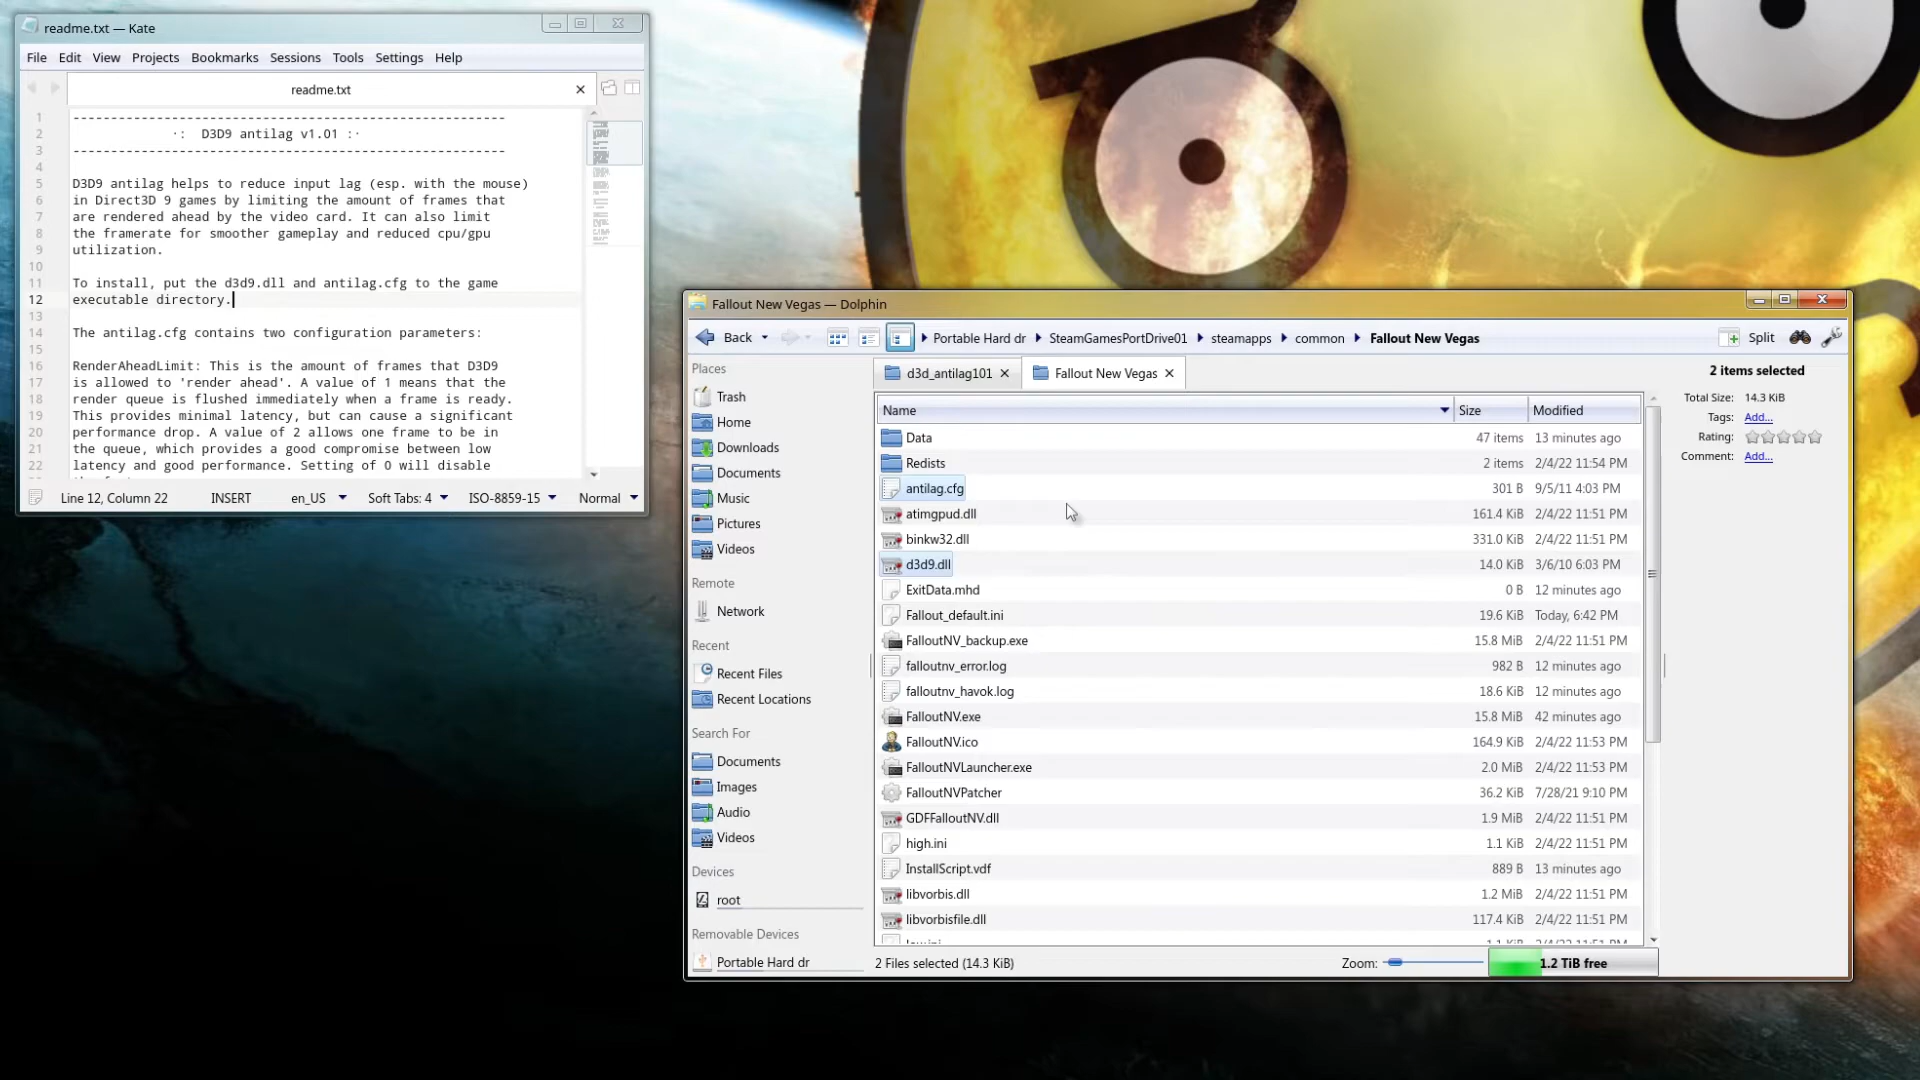 readme.txt — Kate
File Edit View Projects Bookmarks Sessions Tools Settings Help
readme.txt
1 ---------------------------------------------------------
2 ·: D3D9 antilag v1.01 :·
3 ---------------------------------------------------------
4
5 D3D9 antilag helps to reduce input lag (esp. with the mouse)
6 in Direct3D 9 games by limiting the amount of frames that
7 are rendered ahead by the video card. It can also limit
8 the framerate for smoother gameplay and reduced cpu/gpu
9 utilization.
10
11 To install, put the d3d9.dll and antilag.cfg to the game
12 executable directory.
13
14 The antilag.cfg contains two configuration parameters:
15
16 RenderAheadLimit: This is the amount of frames that D3D9
17 is allowed to 'render ahead'. A value of 1 means that the
18 render queue is flushed immediately when a frame is ready.
19 This provides minimal latency, but can cause a significant
20 performance drop. A value of 2 allows one frame to be in
21 the queue, which provides a good compromise between low
22 latency and good performance. Setting of 0 will disable
Line 12, Column 22 INSERT en_US Soft Tabs: 4 ISO-8859-15 Normal
Fallout New Vegas — Dolphin
Back Portable Hard dr SteamGamesPortDrive01 steamapps common Fallout New Vegas Split
Places
Trash
Home
Downloads
Documents
Music
Pictures
Videos
Remote
Network
Recent
Recent Files
Recent Locations
Search For
Documents
Images
Audio
Videos
Devices
root
Removable Devices
Portable Hard dr
d3d_antilag101 Fallout New Vegas
Name Size Modified
Data 47 items 13 minutes ago
Redists 2 items 2/4/22 11:54 PM
antilag.cfg 301 B 9/5/11 4:03 PM
atimgpud.dll 161.4 KiB 2/4/22 11:51 PM
binkw32.dll 331.0 KiB 2/4/22 11:51 PM
d3d9.dll 14.0 KiB 3/6/10 6:03 PM
ExitData.mhd 0 B 12 minutes ago
Fallout_default.ini 19.6 KiB Today, 6:42 PM
FalloutNV_backup.exe 15.8 MiB 2/4/22 11:51 PM
falloutnv_error.log 982 B 12 minutes ago
falloutnv_havok.log 18.6 KiB 12 minutes ago
FalloutNV.exe 15.8 MiB 42 minutes ago
FalloutNV.ico 164.9 KiB 2/4/22 11:53 PM
FalloutNVLauncher.exe 2.0 MiB 2/4/22 11:53 PM
FalloutNVPatcher 36.2 KiB 7/28/21 9:10 PM
GDFFalloutNV.dll 1.9 MiB 2/4/22 11:51 PM
high.ini 1.1 KiB 2/4/22 11:51 PM
InstallScript.vdf 889 B 13 minutes ago
libvorbis.dll 1.2 MiB 2/4/22 11:51 PM
libvorbisfile.dll 117.4 KiB 2/4/22 11:51 PM
2 Files selected (14.3 KiB) Zoom: 1.2 TiB free
2 items selected
Total Size: 14.3 KiB
Tags: Add...
Rating:
Comment: Add...